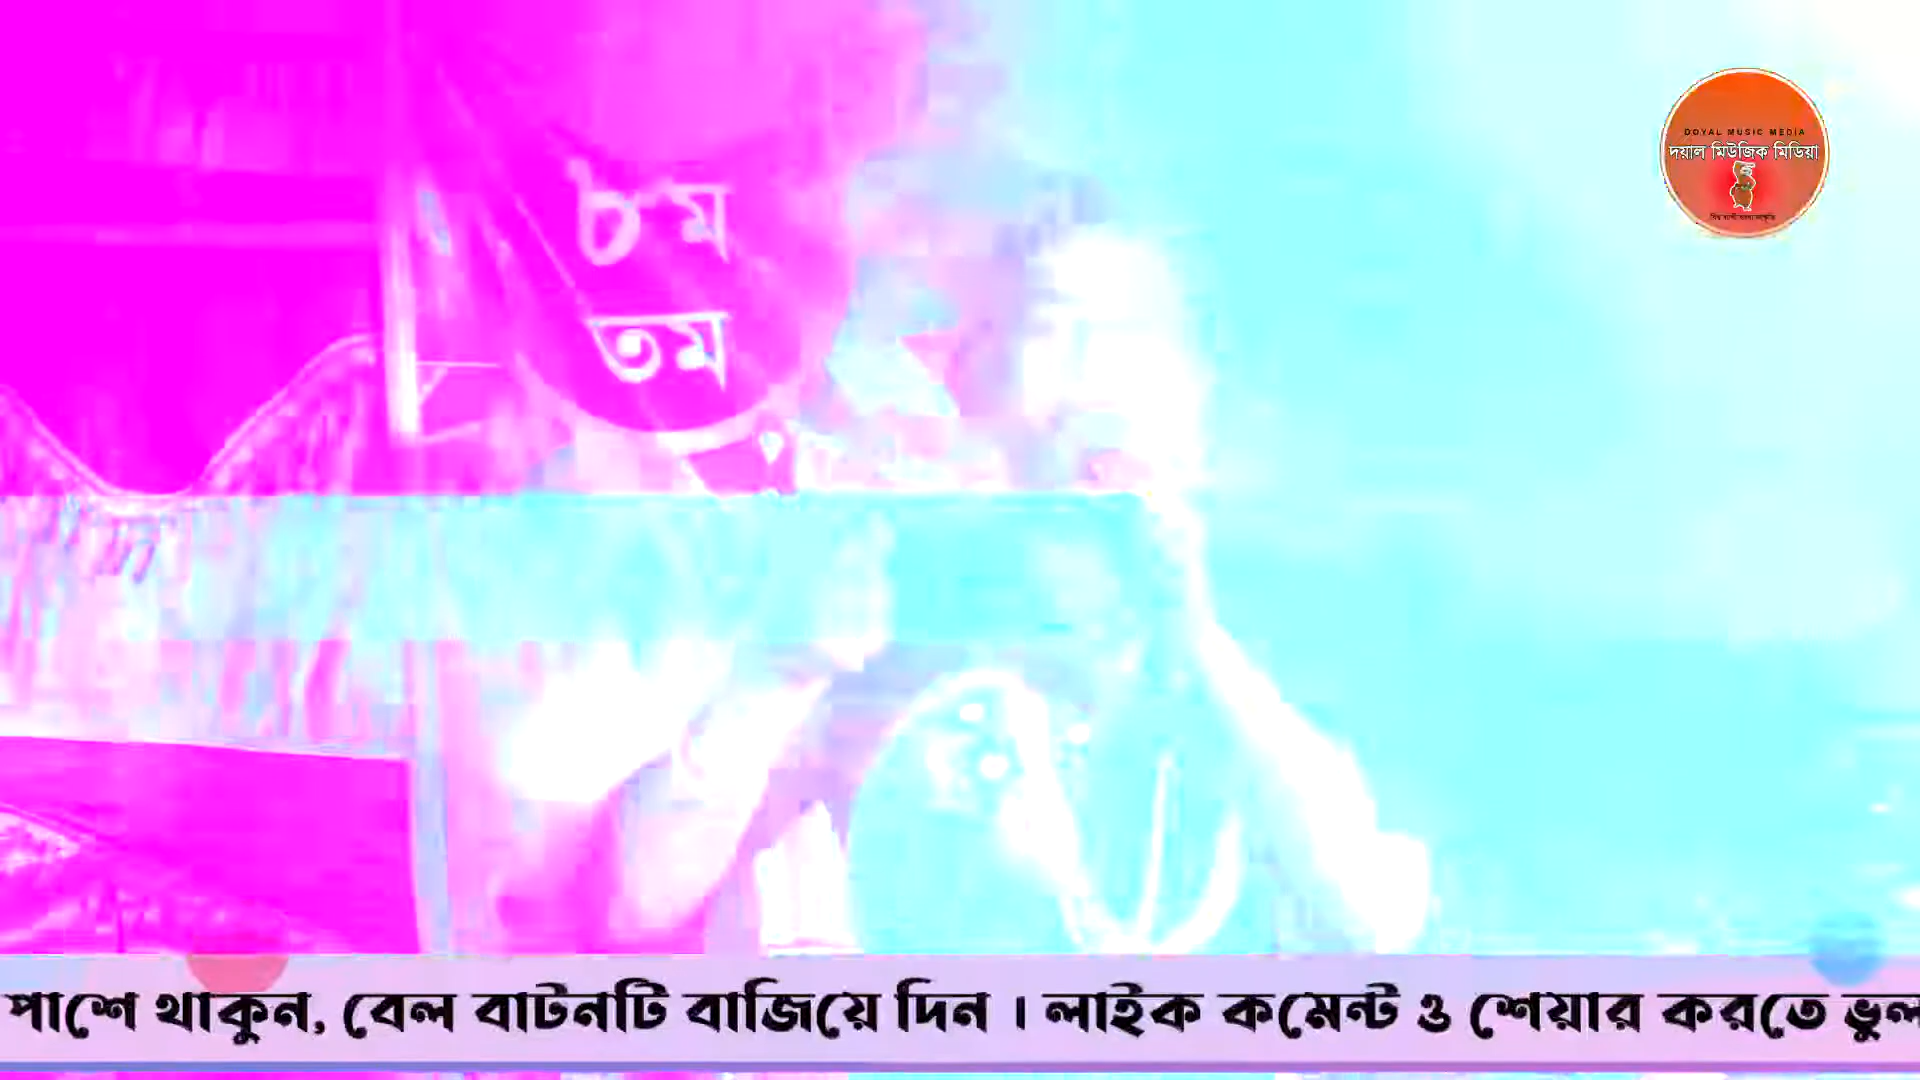 DOYAL MUSIC MEDIA
দয়াল মিউজিক মিডিয়া
৮ম
তম
পাশে থাকুন, বেল বাটনটি বাজিয়ে দিন । লাইক কমেন্ট ও শেয়ার করতে ভুল